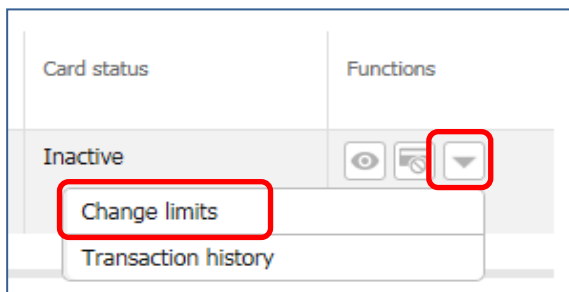 Card status
Functions
Inactive
Change limits
Transaction history